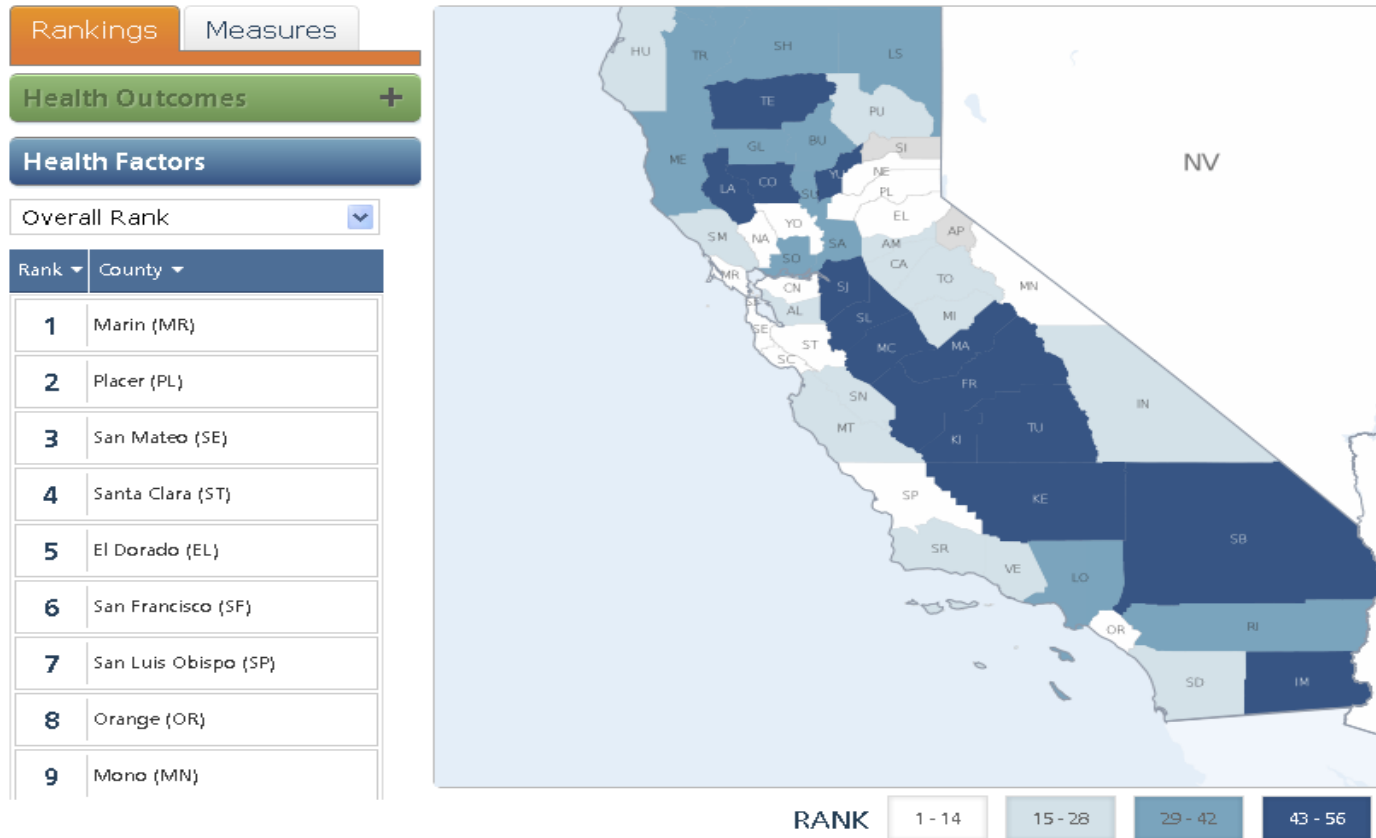 Rankings Measures
Health Outcomes +
Health Factors
Overall Rank
Rank County
1 Marin (MR)
2 Placer (PL)
3 San Mateo (SE)
4 Santa Clara (ST)
5 El Dorado (EL)
6 San Francisco (SF)
7 San Luis Obispo (SP)
8 Orange (OR)
9 Mono (MN)
HU
TR
SH
LS
TE
PU
ME
GL
BU
SI
LA
CO
SU
YU
NE
PL
NV
SM
NA
YO
EL
SA
AM
AP
MR
SO
CA
CN
SJ
TO
MN
AL
SL
MI
SE
ST
MC
MA
SC
FR
SN
MT
KI
TU
IN
SP
KE
SB
SR
VE
LO
OR
RI
SD
IM
RANK 1 - 14 15 - 28 29 - 42 43 - 56